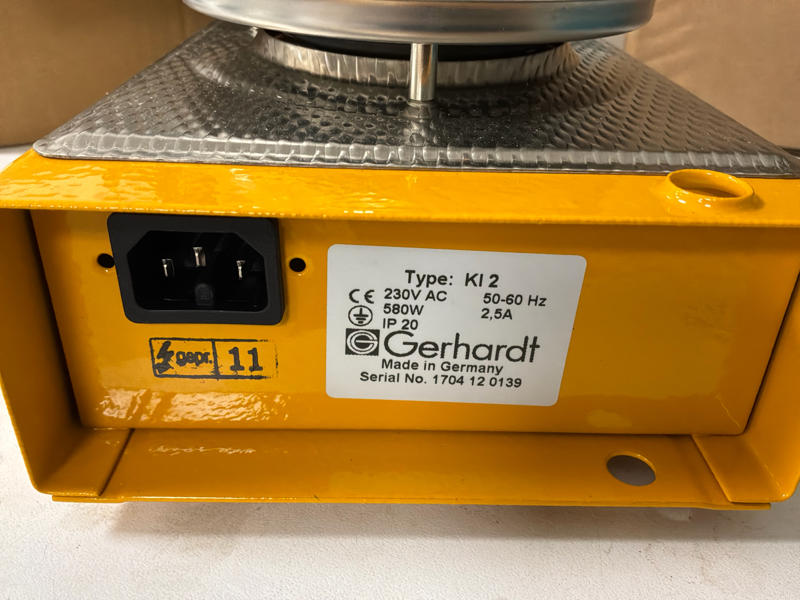 Type: KI 2
CE 230V AC 50-60 Hz
580W 2,5A
IP 20
Gerhardt
Made in Germany
Serial No. 1704 12 0139
gepr. 11